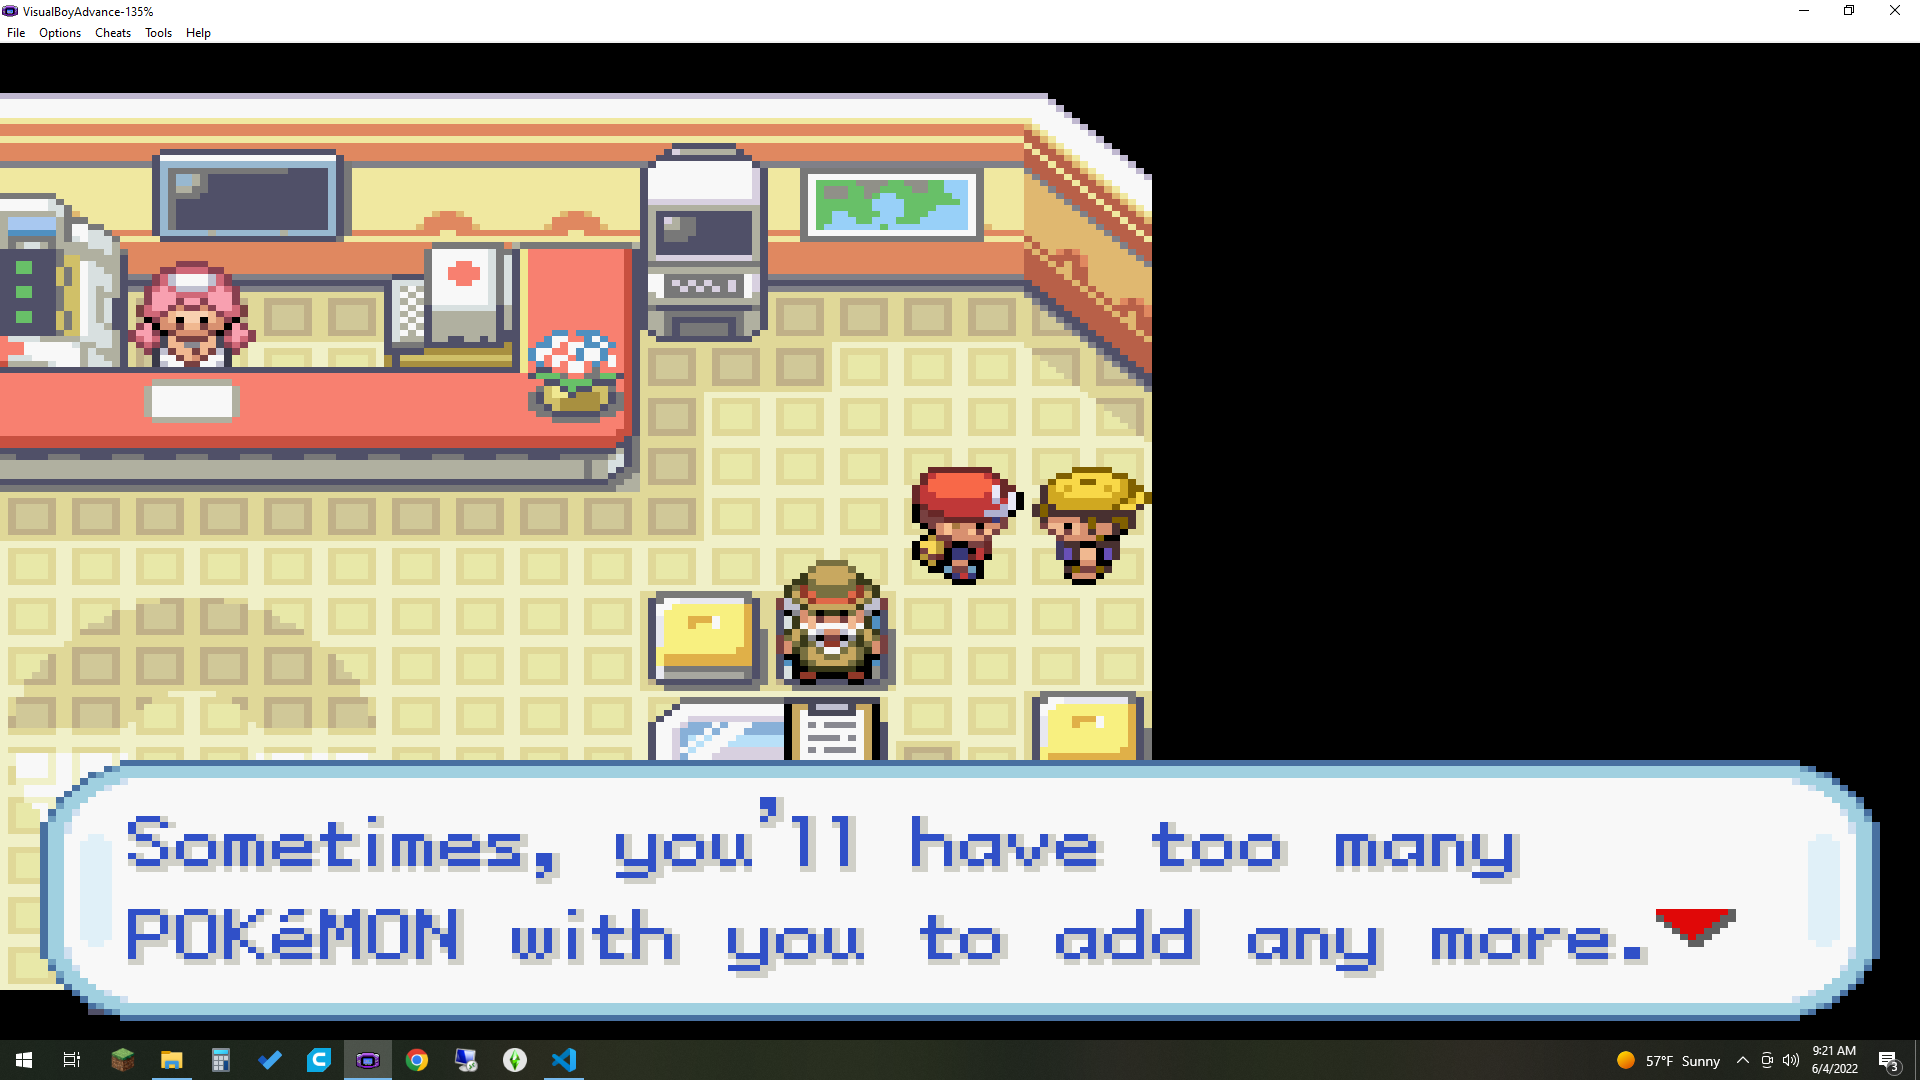 VisualBoyAdvance-135%
File Options Cheats Tools Help
Sometimes, you'll have too many
POKéMON with you to add any more.
57°F Sunny
9:21 AM
6/4/2022
3